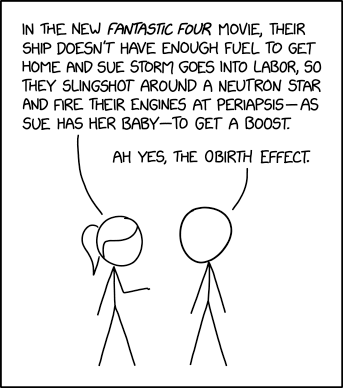 IN THE NEW FANTASTIC FOUR MOVIE, THEIR
SHIP DOESN'T HAVE ENOUGH FUEL TO GET
HOME AND SUE STORM GOES INTO LABOR, SO
THEY SLINGSHOT AROUND A NEUTRON STAR
AND FIRE THEIR ENGINES AT PERIAPSIS—AS
SUE HAS HER BABY—TO GET A BOOST.
AH YES, THE OBIRTH EFFECT.